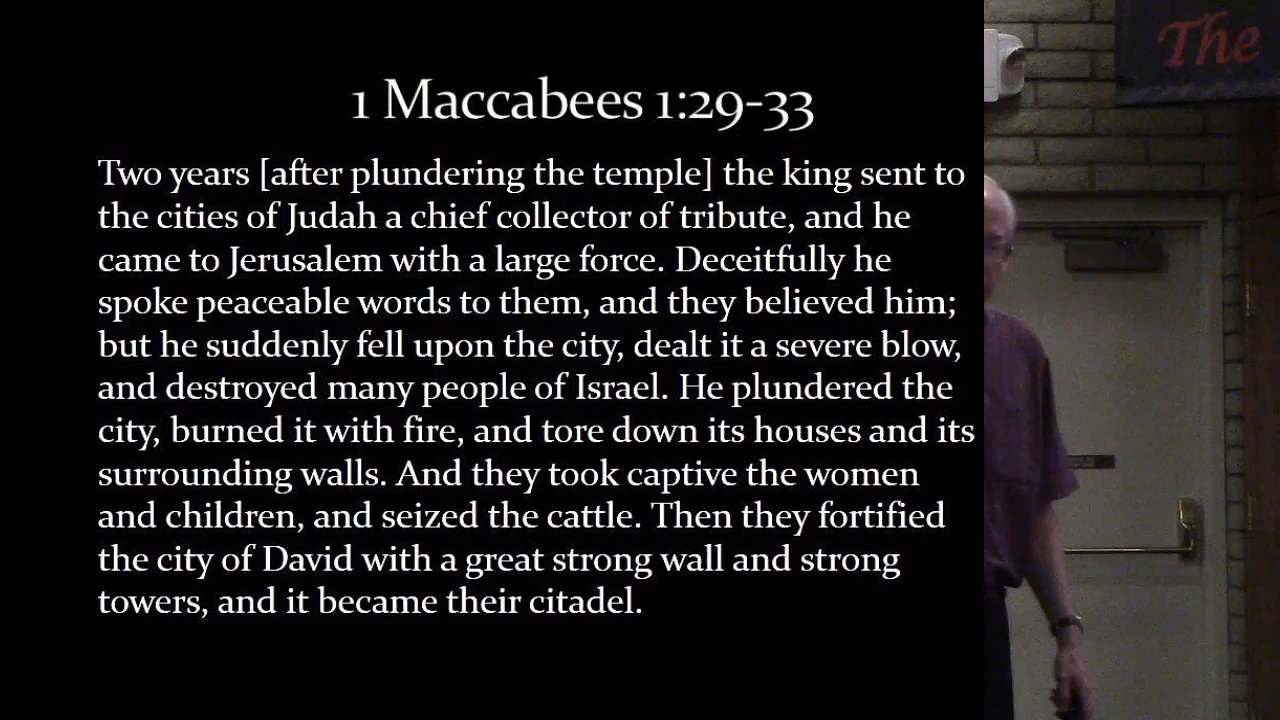 1 Maccabees 1:29-33
Two years [after plundering the temple] the king sent to
the cities of Judah a chief collector of tribute, and he
came to Jerusalem with a large force. Deceitfully he
spoke peaceable words to them, and they believed him;
but he suddenly fell upon the city, dealt it a severe blow,
and destroyed many people of Israel. He plundered the
city, burned it with fire, and tore down its houses and its
surrounding walls. And they took captive the women
and children, and seized the cattle. Then they fortified
the city of David with a great strong wall and strong
towers, and it became their citadel.
The